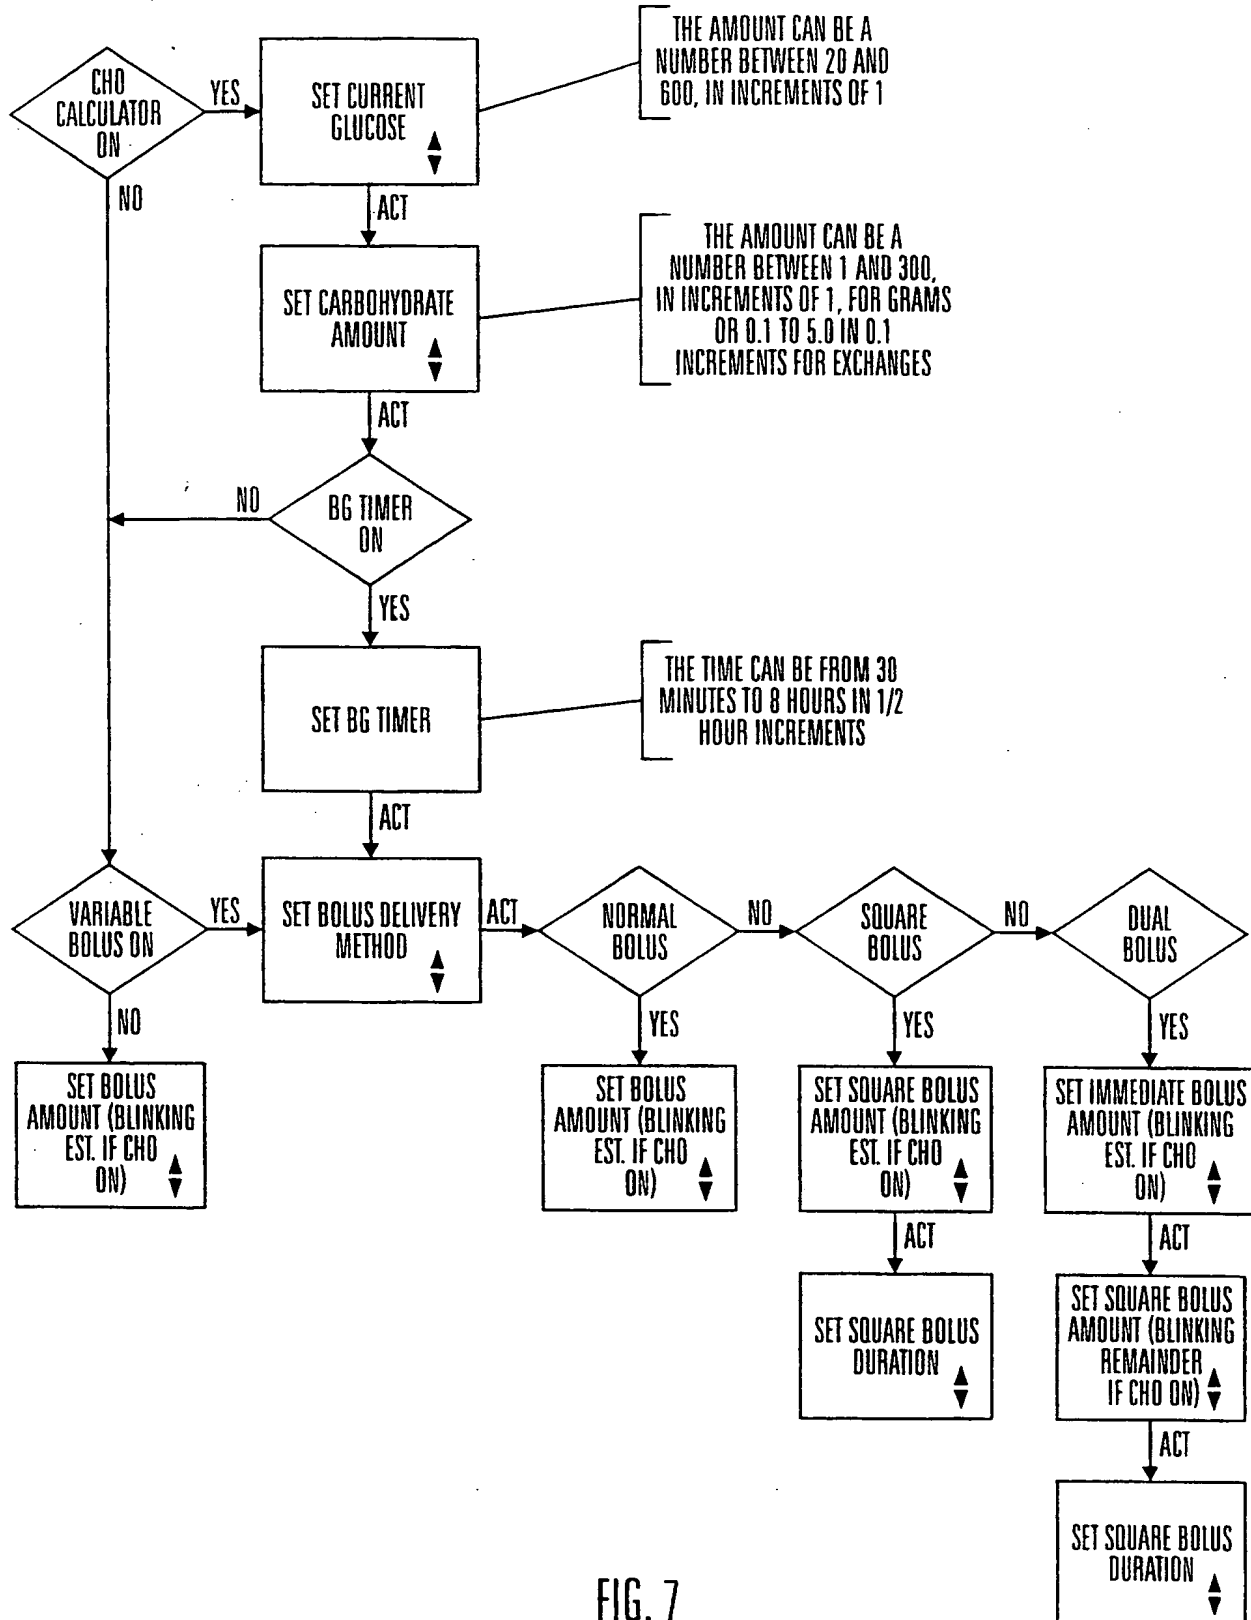 THE AMOUNT CAN BE A
NUMBER BETWEEN 20 AND
600, IN INCREMENTS OF 1
CHO
CALCULATOR
ON
YES
SET CURRENT
GLUCOSE
NO
ACT
THE AMOUNT CAN BE A
NUMBER BETWEEN 1 AND 300,
IN INCREMENTS OF 1, FOR GRAMS
OR 0.1 TO 5.0 IN 0.1
INCREMENTS FOR EXCHANGES
SET CARBOHYDRATE
AMOUNT
ACT
NO
BG TIMER
ON
YES
THE TIME CAN BE FROM 30
MINUTES TO 8 HOURS IN 1/2
HOUR INCREMENTS
SET BG TIMER
ACT
VARIABLE
BOLUS ON
YES
SET BOLUS DELIVERY
METHOD
ACT
NORMAL
BOLUS
NO
SQUARE
BOLUS
NO
DUAL
BOLUS
NO
YES
YES
YES
SET BOLUS
AMOUNT (BLINKING
EST. IF CHO
ON)
SET BOLUS
AMOUNT (BLINKING
EST. IF CHO
ON)
SET SQUARE BOLUS
AMOUNT (BLINKING
EST. IF CHO
ON)
SET IMMEDIATE BOLUS
AMOUNT (BLINKING
EST. IF CHO
ON)
ACT
ACT
SET SQUARE BOLUS
DURATION
SET SQUARE BOLUS
AMOUNT (BLINKING
REMAINDER
IF CHO ON)
ACT
SET SQUARE BOLUS
DURATION
FIG. 7